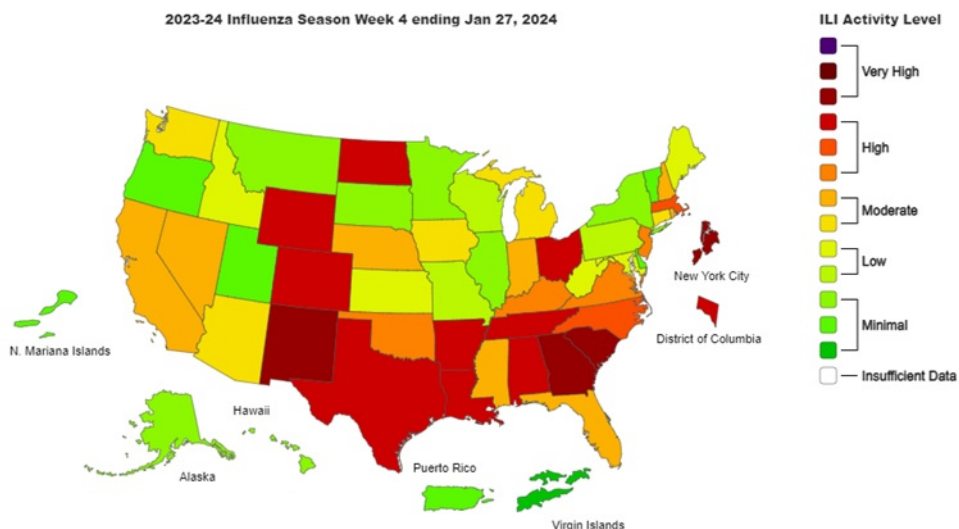 2023-24 Influenza Season Week 4 ending Jan 27, 2024
ILI Activity Level
Very High
High
Moderate
Low
Minimal
Insufficient Data
New York City
District of Columbia
N. Mariana Islands
Hawaii
Alaska
Puerto Rico
Virgin Islands